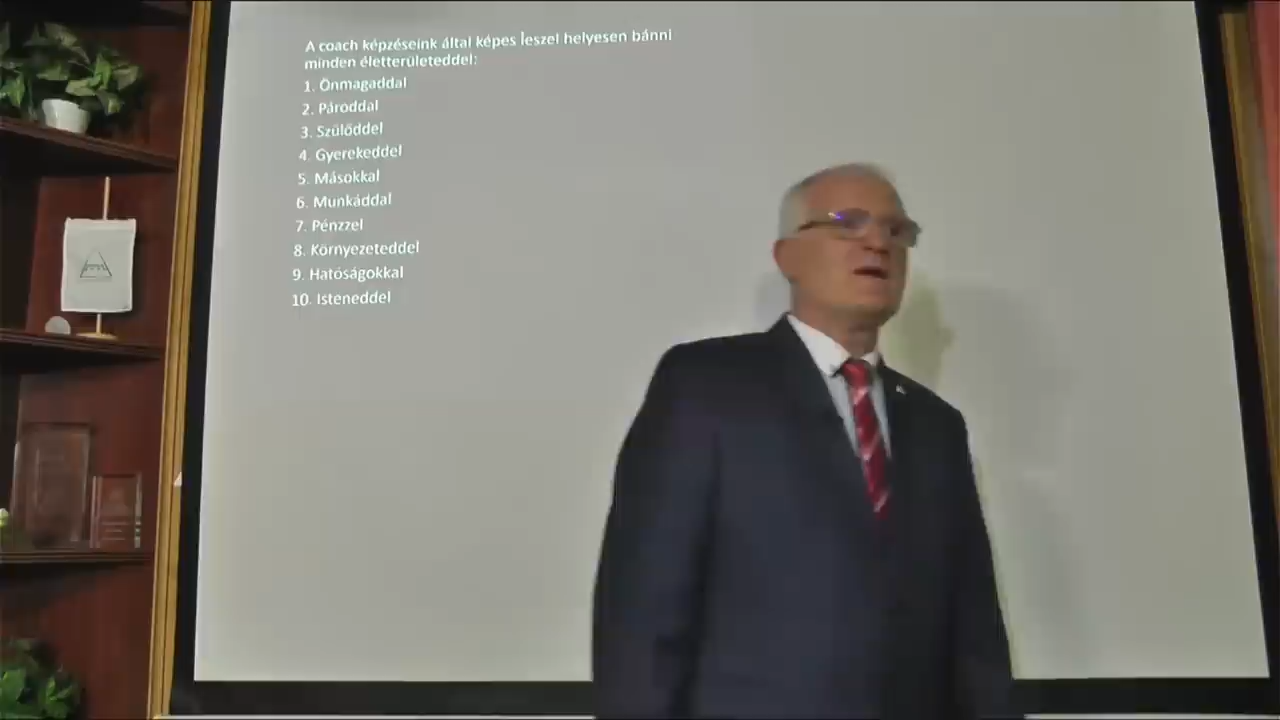 A coach képzéseink által képes leszel helyesen bánni
minden életterületeddel:
1. Önmagaddal
2. Pároddal
3. Szülőddel
4. Gyerekeddel
5. Másokkal
6. Munkáddal
7. Pénzzel
8. Környezeteddel
9. Hatóságokkal
10. Isteneddel